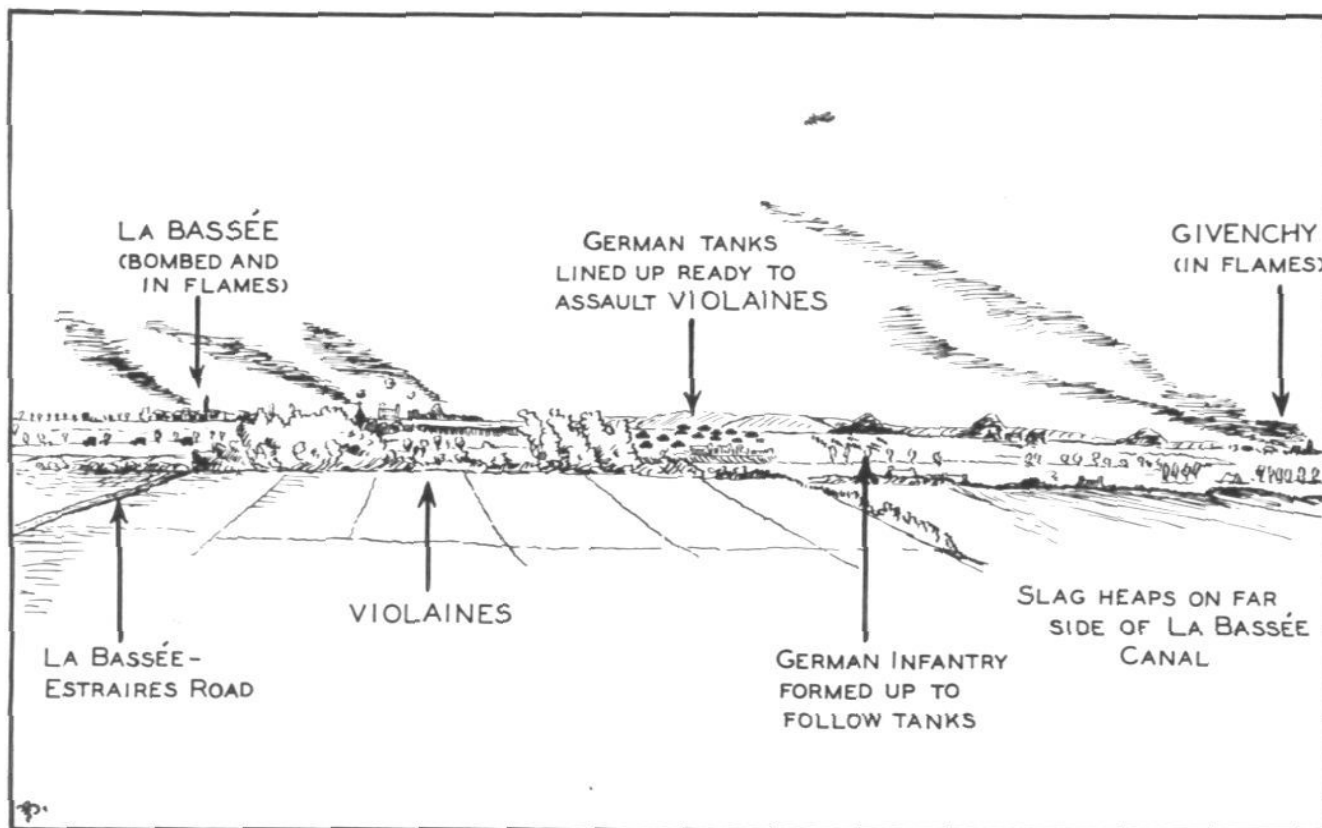 LA BASSÉE
(BOMBED AND
IN FLAMES)
GERMAN TANKS
LINED UP READY TO
ASSAULT VIOLAINES
GIVENCHY
(IN FLAMES)
LA BASSÉE-
ESTRAIRES ROAD
VIOLAINES
GERMAN INFANTRY
FORMED UP TO
FOLLOW TANKS
SLAG HEAPS ON FAR
SIDE OF LA BASSÉE
CANAL